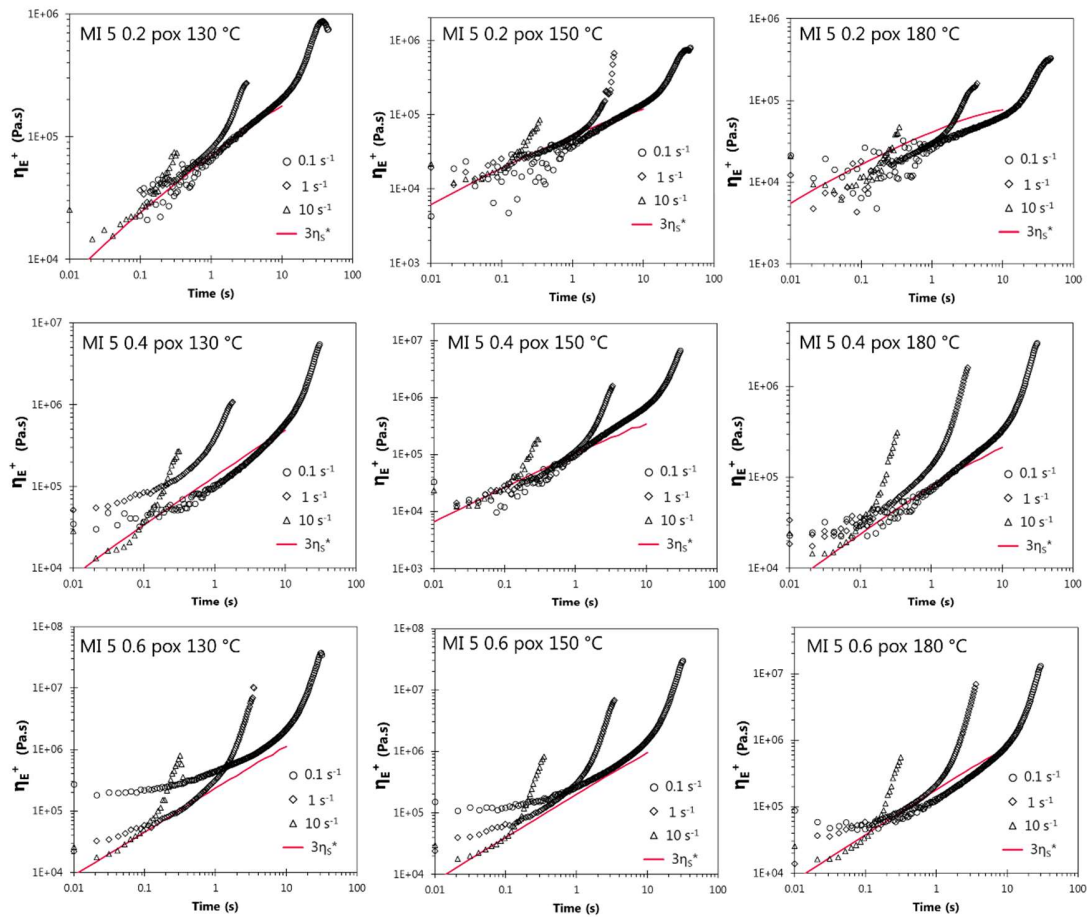 MI 5 0.2 pox 130 °C
ηE⁺ (Pa.s)
1E+06
1E+05
1E+04
0.1 s⁻¹
1 s⁻¹
10 s⁻¹
3ηS*
0.01 0.1 1 10 100
Time (s)
MI 5 0.2 pox 150 °C
ηE⁺ (Pa.s)
1E+06
1E+05
1E+04
1E+03
0.1 s⁻¹
1 s⁻¹
10 s⁻¹
3ηS*
0.01 0.1 1 10 100
Time (s)
MI 5 0.2 pox 180 °C
ηE⁺ (Pa.s)
1E+06
1E+05
1E+04
1E+03
0.1 s⁻¹
1 s⁻¹
10 s⁻¹
3ηS*
0.01 0.1 1 10 100
Time (s)
MI 5 0.4 pox 130 °C
ηE⁺ (Pa.s)
1E+07
1E+06
1E+05
1E+04
0.1 s⁻¹
1 s⁻¹
10 s⁻¹
3ηS*
0.01 0.1 1 10 100
Time (s)
MI 5 0.4 pox 150 °C
ηE⁺ (Pa.s)
1E+07
1E+06
1E+05
1E+04
1E+03
0.1 s⁻¹
1 s⁻¹
10 s⁻¹
3ηS*
0.01 0.1 1 10 100
Time (s)
MI 5 0.4 pox 180 °C
ηE⁺ (Pa.s)
1E+07
1E+06
1E+05
1E+04
0.1 s⁻¹
1 s⁻¹
10 s⁻¹
3ηS*
0.01 0.1 1 10 100
Time (s)
MI 5 0.6 pox 130 °C
ηE⁺ (Pa.s)
1E+08
1E+07
1E+06
1E+05
1E+04
0.1 s⁻¹
1 s⁻¹
10 s⁻¹
3ηS*
0.01 0.1 1 10 100
Time (s)
MI 5 0.6 pox 150 °C
ηE⁺ (Pa.s)
1E+08
1E+07
1E+06
1E+05
1E+04
0.1 s⁻¹
1 s⁻¹
10 s⁻¹
3ηS*
0.01 0.1 1 10 100
Time (s)
MI 5 0.6 pox 180 °C
ηE⁺ (Pa.s)
1E+07
1E+06
1E+05
1E+04
0.1 s⁻¹
1 s⁻¹
10 s⁻¹
3ηS*
0.01 0.1 1 10 100
Time (s)